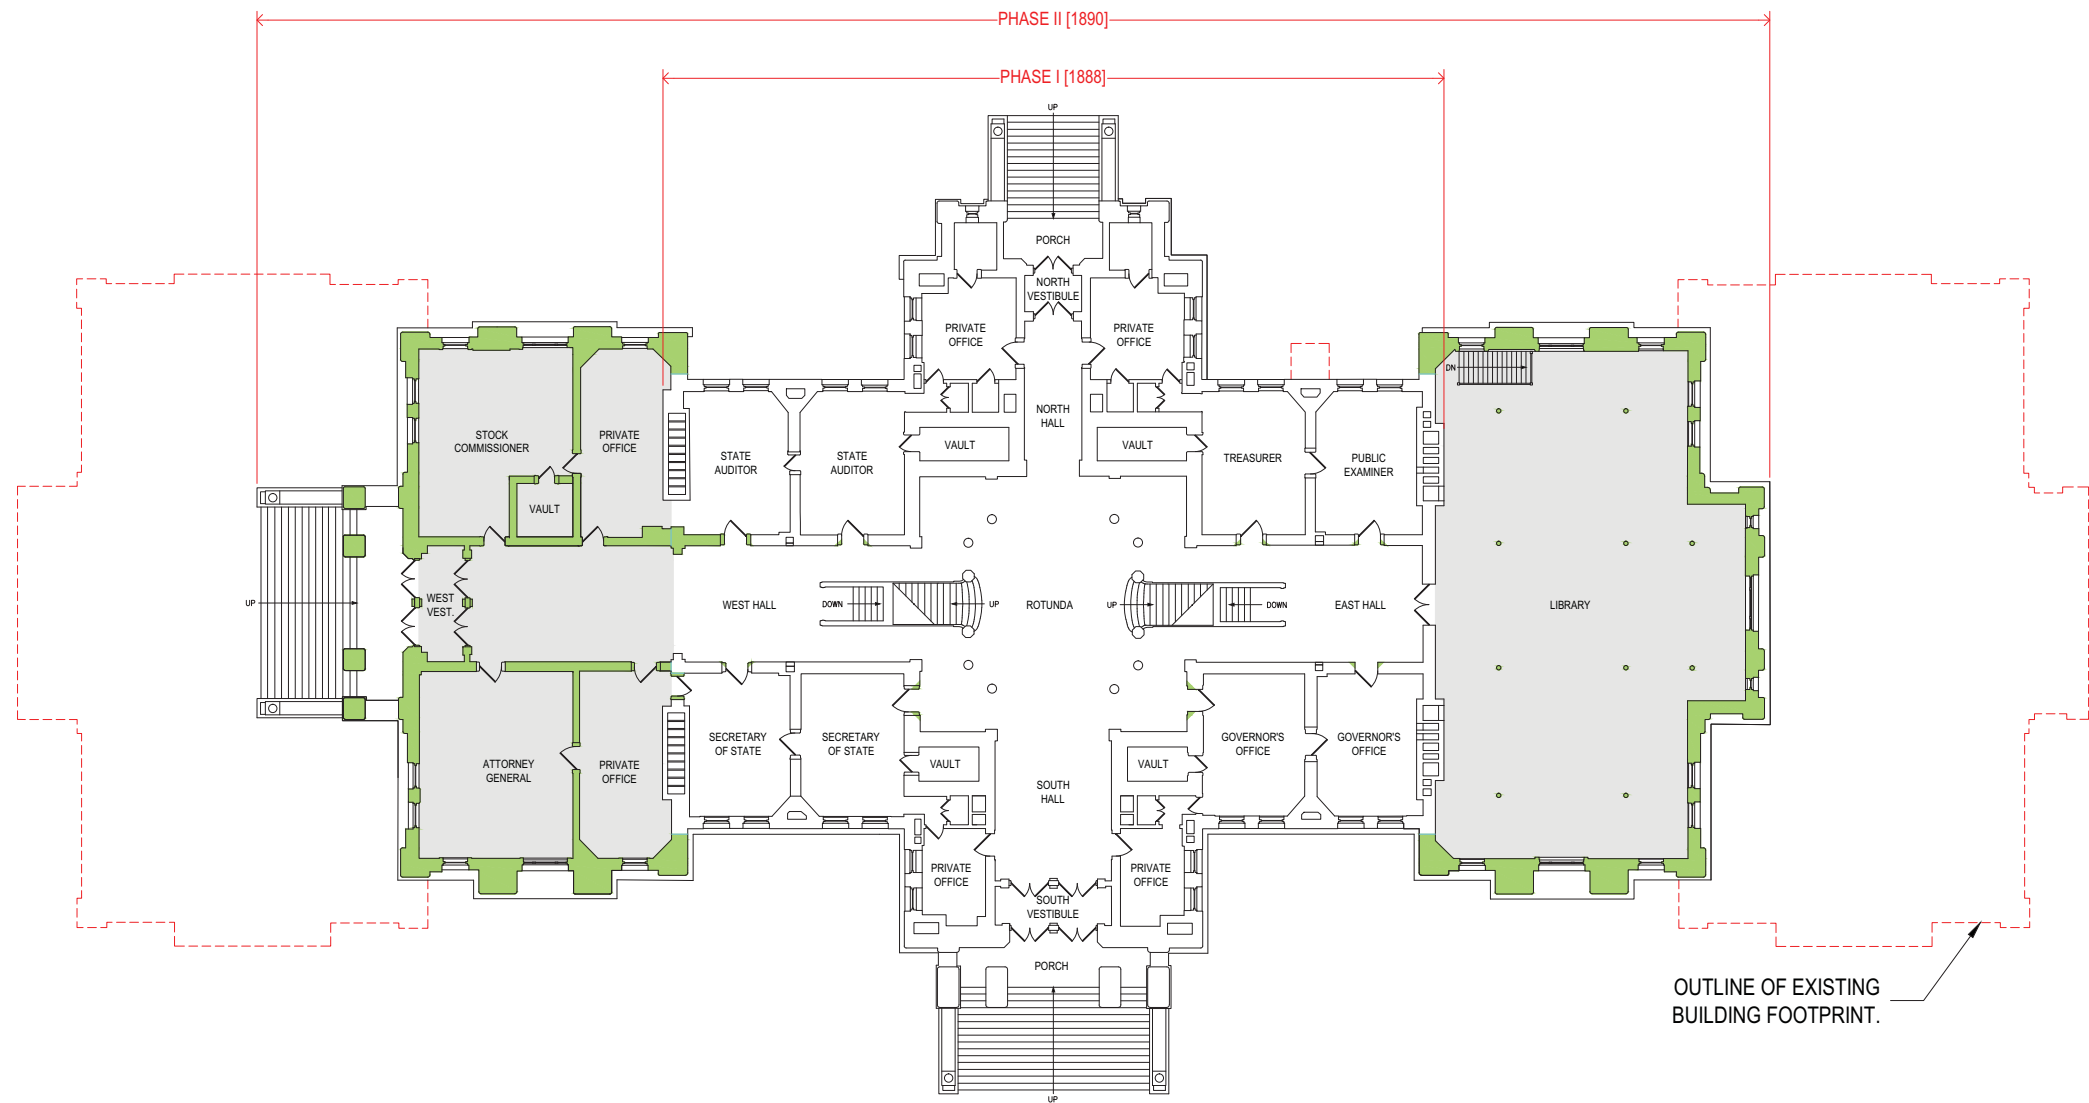 PHASE II [1890]
PHASE I [1888]
UP
PORCH
NORTH
VESTIBULE
PRIVATE
OFFICE
PRIVATE
OFFICE
DN
NORTH
HALL
STOCK
COMMISSIONER
PRIVATE
OFFICE
STATE
AUDITOR
STATE
AUDITOR
VAULT
VAULT
TREASURER
PUBLIC
EXAMINER
VAULT
UP
WEST
VEST.
WEST HALL
DOWN
UP
ROTUNDA
UP
DOWN
EAST HALL
LIBRARY
ATTORNEY
GENERAL
PRIVATE
OFFICE
SECRETARY
OF STATE
SECRETARY
OF STATE
VAULT
SOUTH
HALL
VAULT
GOVERNOR'S
OFFICE
GOVERNOR'S
OFFICE
PRIVATE
OFFICE
PRIVATE
OFFICE
SOUTH
VESTIBULE
PORCH
UP
OUTLINE OF EXISTING
BUILDING FOOTPRINT.